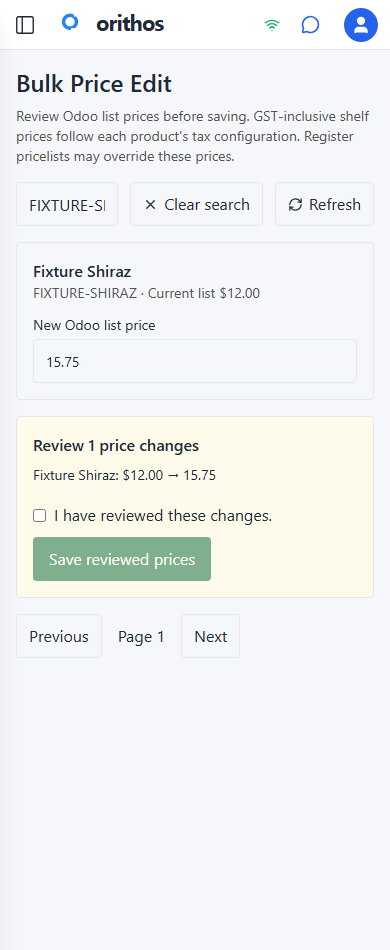 orithos
Bulk Price Edit
Review Odoo list prices before saving. GST-inclusive shelf
prices follow each product's tax configuration. Register
pricelists may override these prices.
FIXTURE-SI
Clear search
Refresh
Fixture Shiraz
FIXTURE-SHIRAZ · Current list $12.00
New Odoo list price
15.75
Review 1 price changes
Fixture Shiraz: $12.00 → 15.75
I have reviewed these changes.
Save reviewed prices
Previous
Page 1
Next